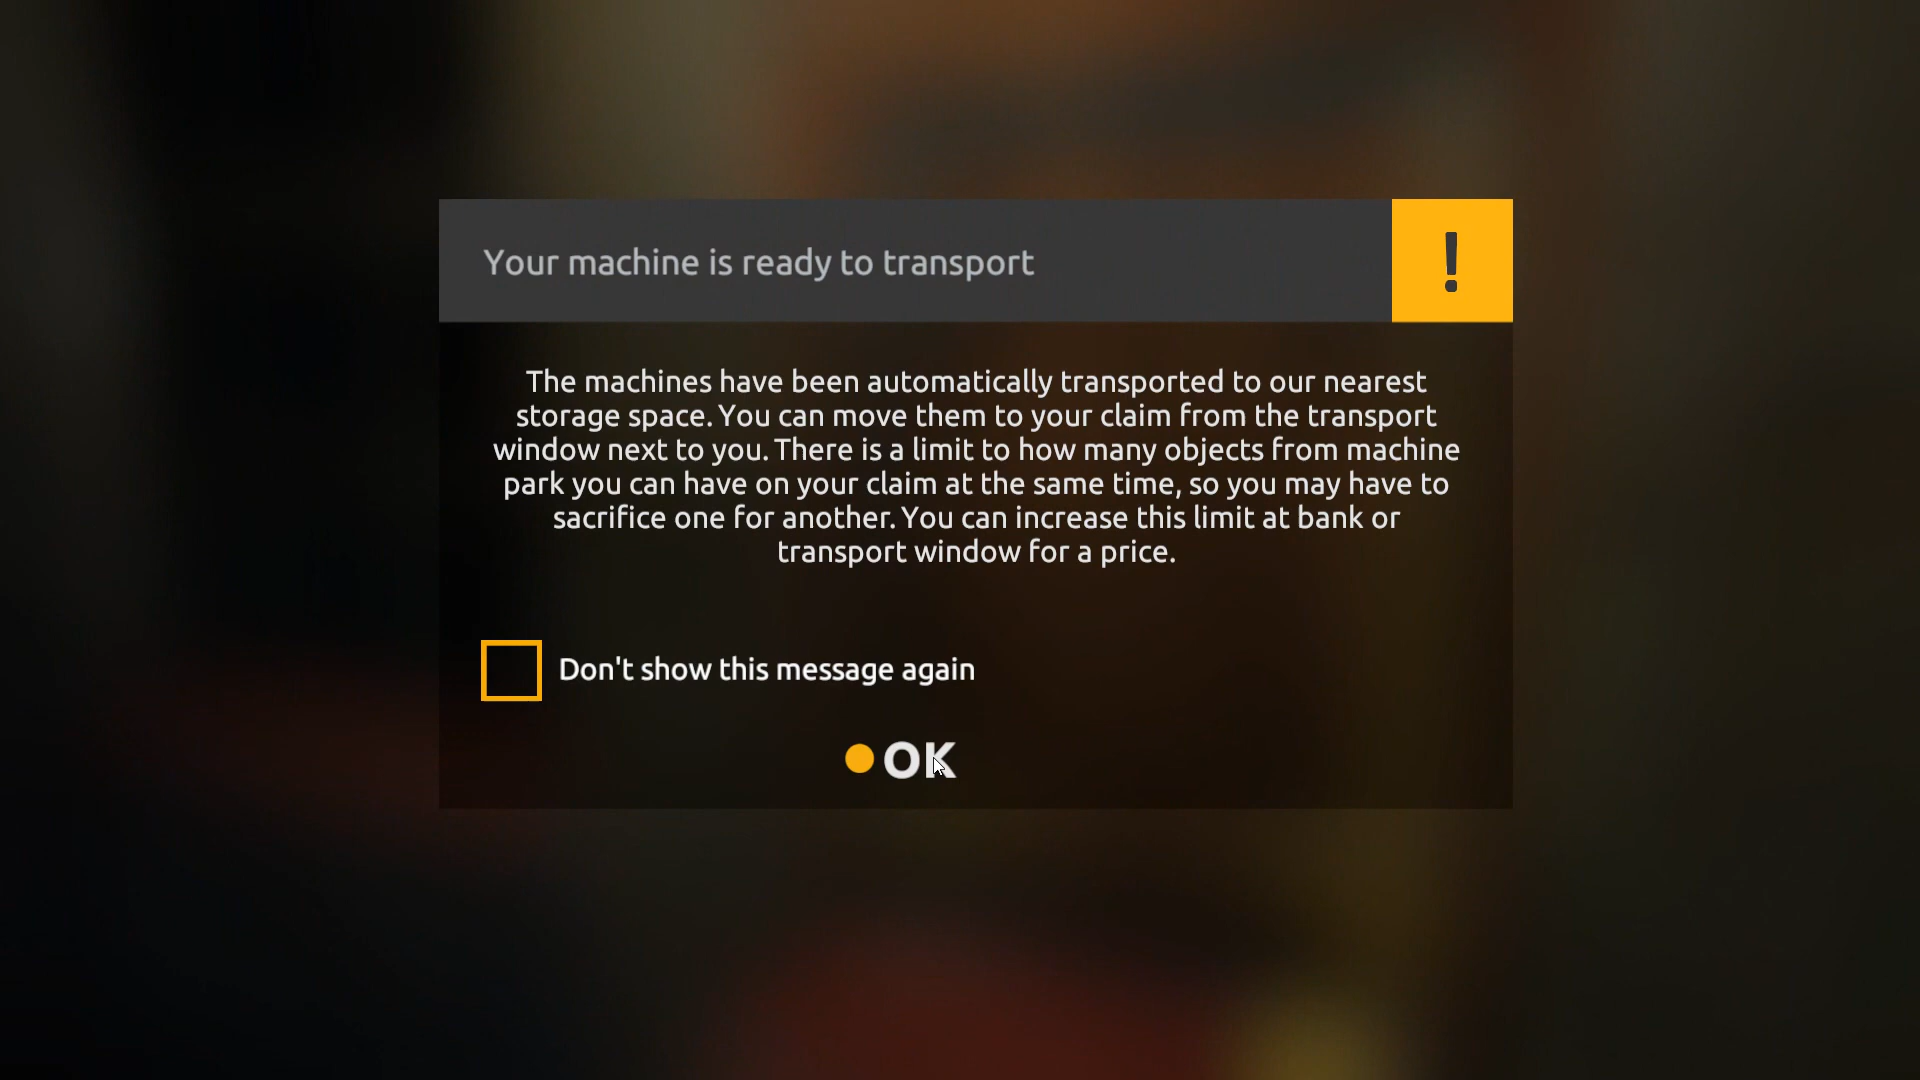 Your machine is ready to transport
!
The machines have been automatically transported to our nearest
storage space. You can move them to your claim from the transport
window next to you. There is a limit to how many objects from machine
park you can have on your claim at the same time, so you may have to
sacrifice one for another. You can increase this limit at bank or
transport window for a price.
Don't show this message again
OK